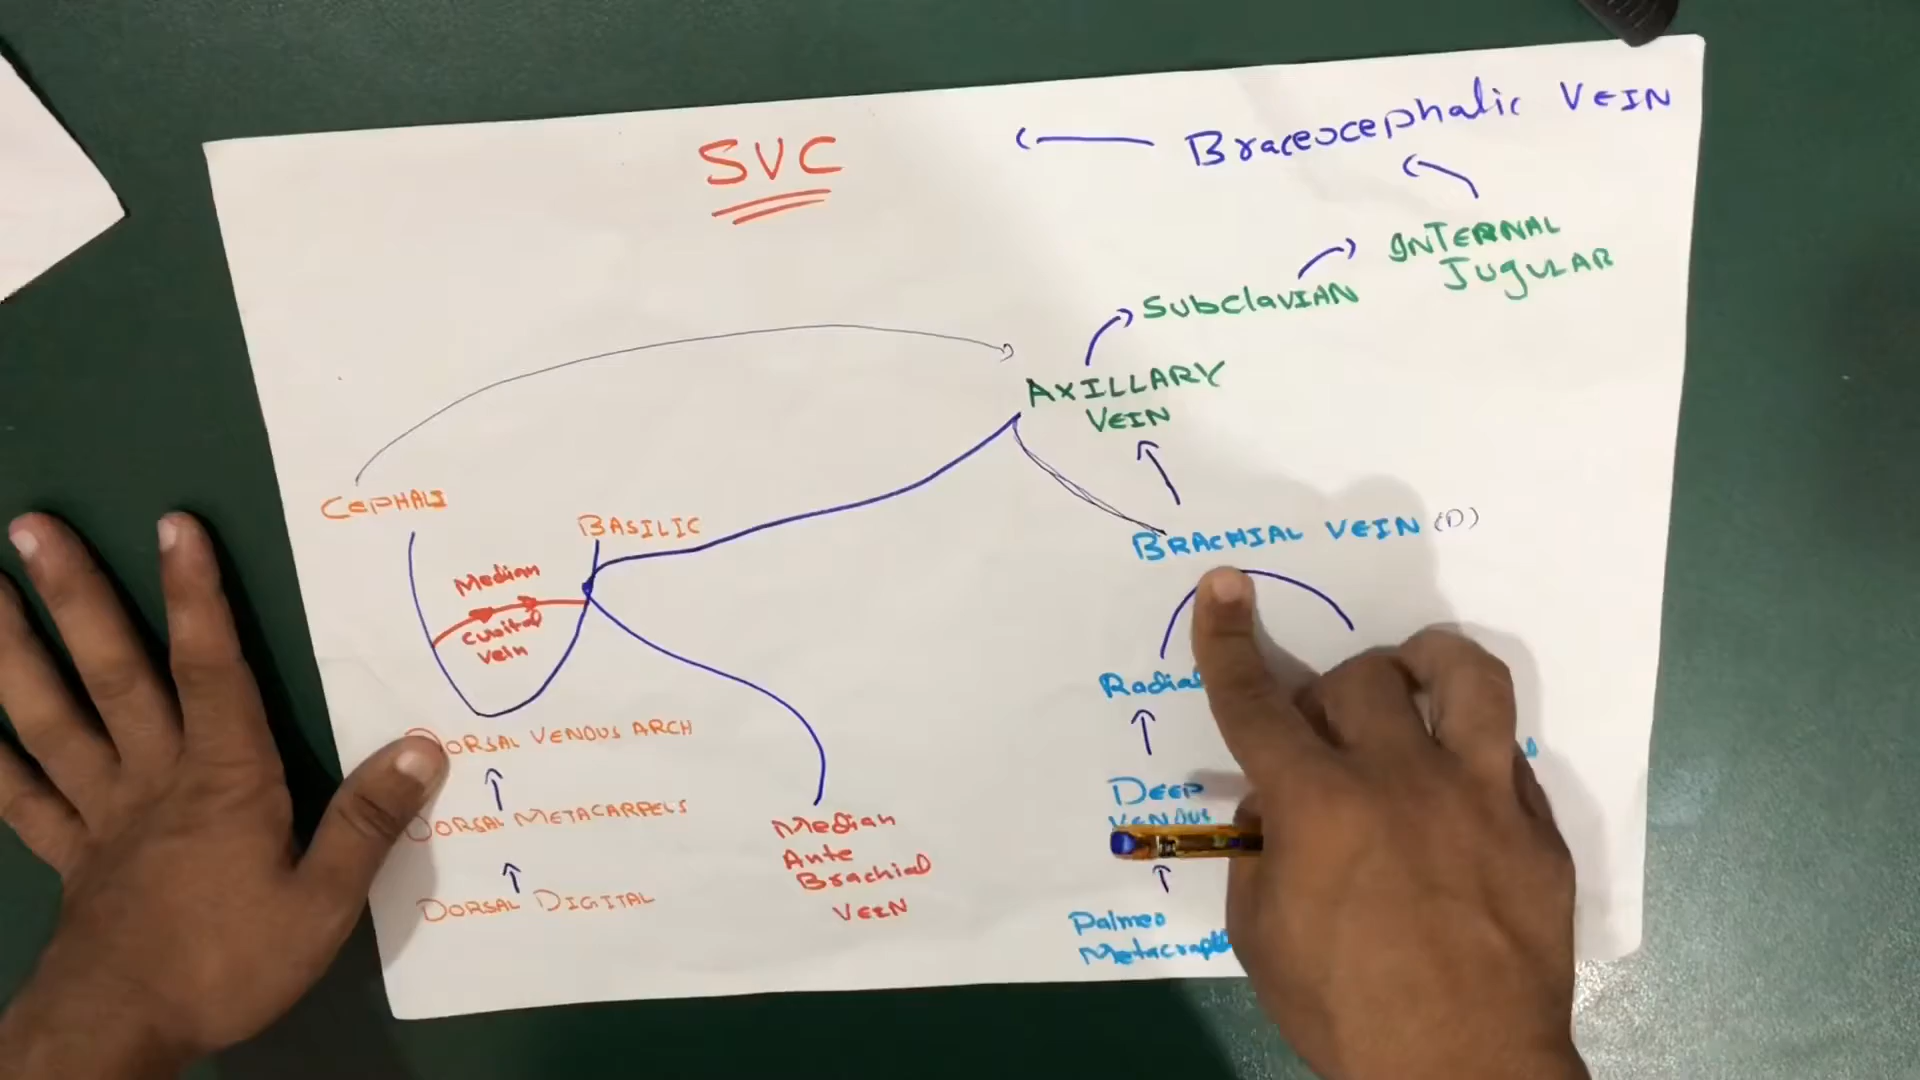 SVC
Braceocephalic VEIN
INTERNAL
JUGULAR
SubclavIAN
AXILLARY
VEIN
CEPHALI
BASILIC
BRACHIAL VEIN (D)
Median
cubital
vein
Radial
DORSAL VENOUS ARCH
DEEP
VENOUS
DORSAL METACARPELS
Median
Ante
Brachial
VEIN
DORSAL DIGITAL
Palmeo